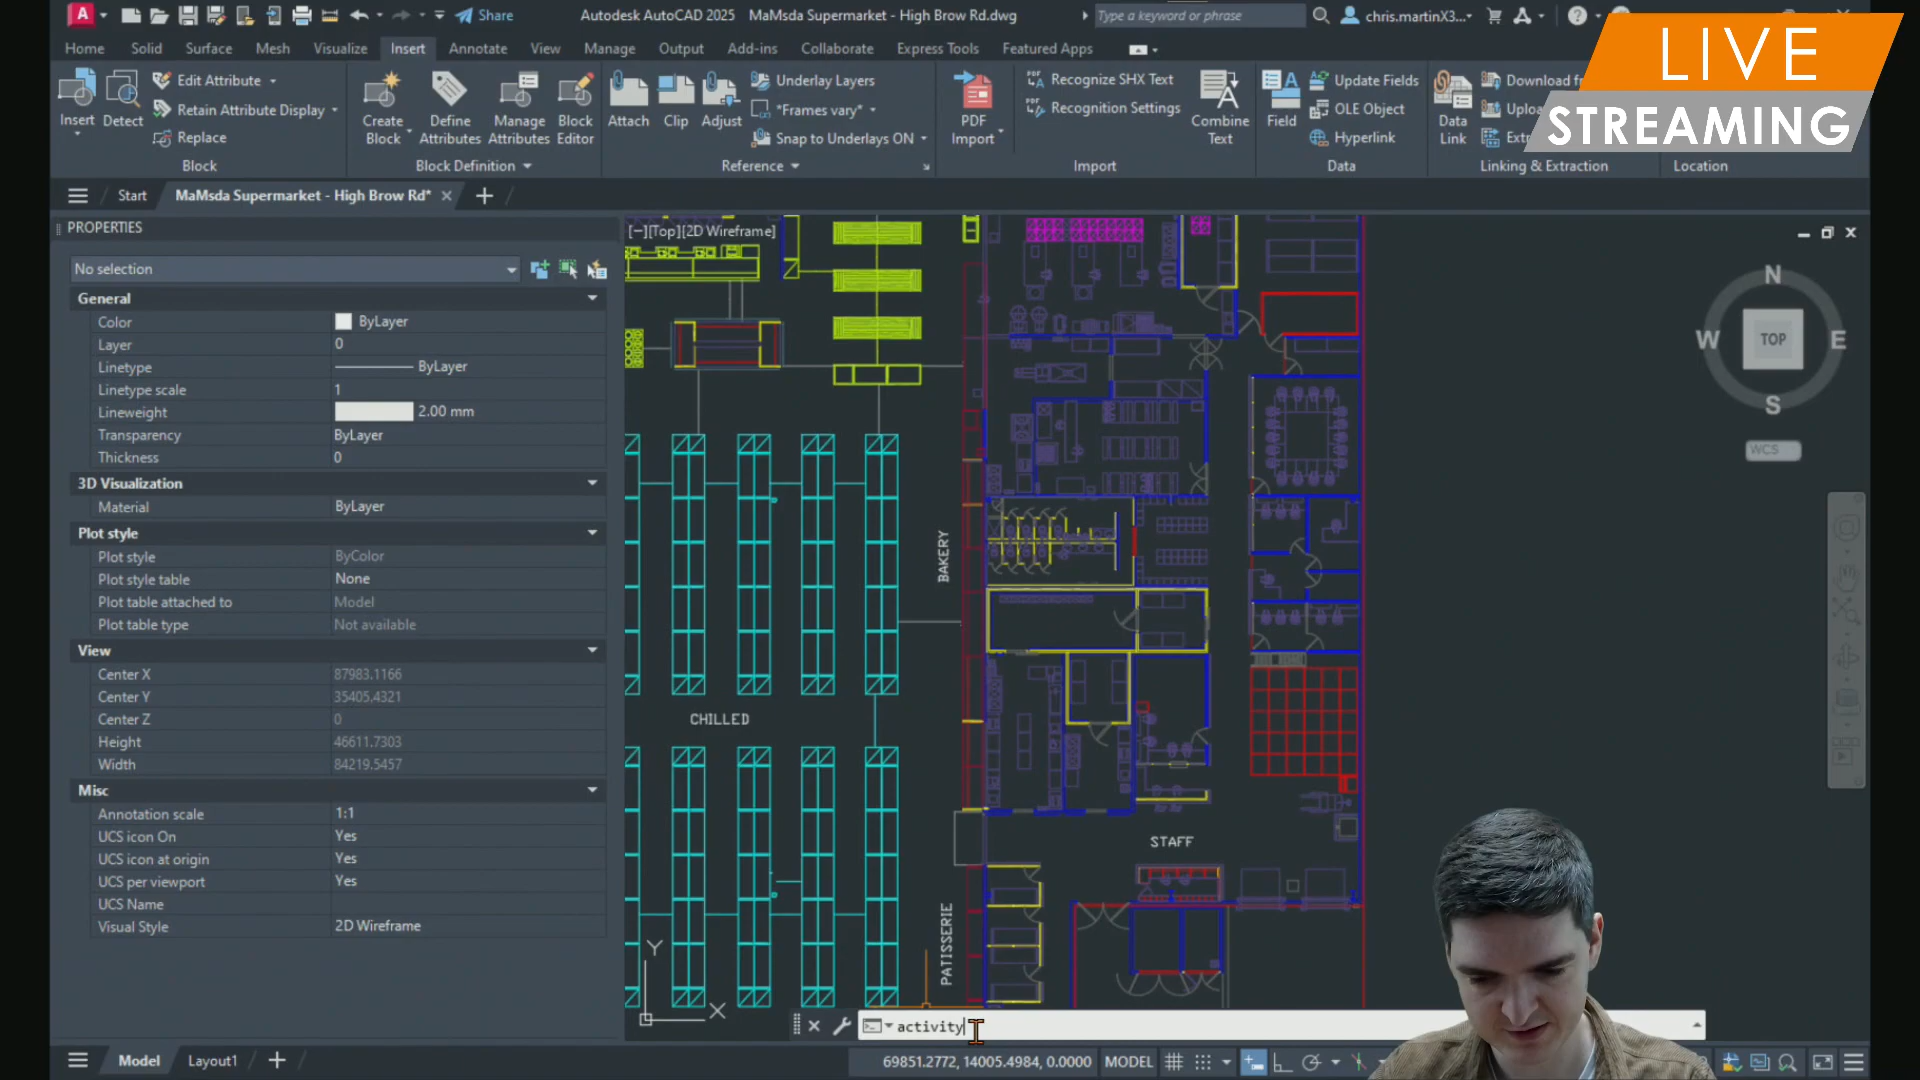 Share
Autodesk AutoCAD 2025 MaMsda Supermarket - High Brow Rd.dwg
Type a keyword or phrase
chris.martinX3...
LIVE
STREAMING
Home Solid Surface Mesh Visualize Insert Annotate View Manage Output Add-ins Collaborate Express Tools Featured Apps
Insert
Detect
Edit Attribute
Retain Attribute Display
Replace
Block
Create Block
Define Attributes
Manage Attributes
Block Editor
Block Definition
Attach
Clip
Adjust
Underlay Layers
*Frames vary*
Snap to Underlays ON
Reference
PDF Import
Recognize SHX Text
Recognition Settings
Combine Text
Import
Field
Update Fields
OLE Object
Hyperlink
Data
Data Link
Download
Linking & Extraction
Location
Start
MaMsda Supermarket - High Brow Rd*
PROPERTIES
No selection
General
Color ByLayer
Layer 0
Linetype ByLayer
Linetype scale 1
Lineweight 2.00 mm
Transparency ByLayer
Thickness 0
3D Visualization
Material ByLayer
Plot style
Plot style ByColor
Plot style table None
Plot table attached to Model
Plot table type Not available
View
Center X 87983.1166
Center Y 35405.4321
Center Z 0
Height 46611.7303
Width 84219.5457
Misc
Annotation scale 1:1
UCS icon On Yes
UCS icon at origin Yes
UCS per viewport Yes
UCS Name
Visual Style 2D Wireframe
[−][Top][2D Wireframe]
N
W TOP E
S
WCS
BAKERY
CHILLED
STAFF
PATISSERIE
Y
X
activity
Model
Layout1
69851.2772, 14005.4984, 0.0000 MODEL